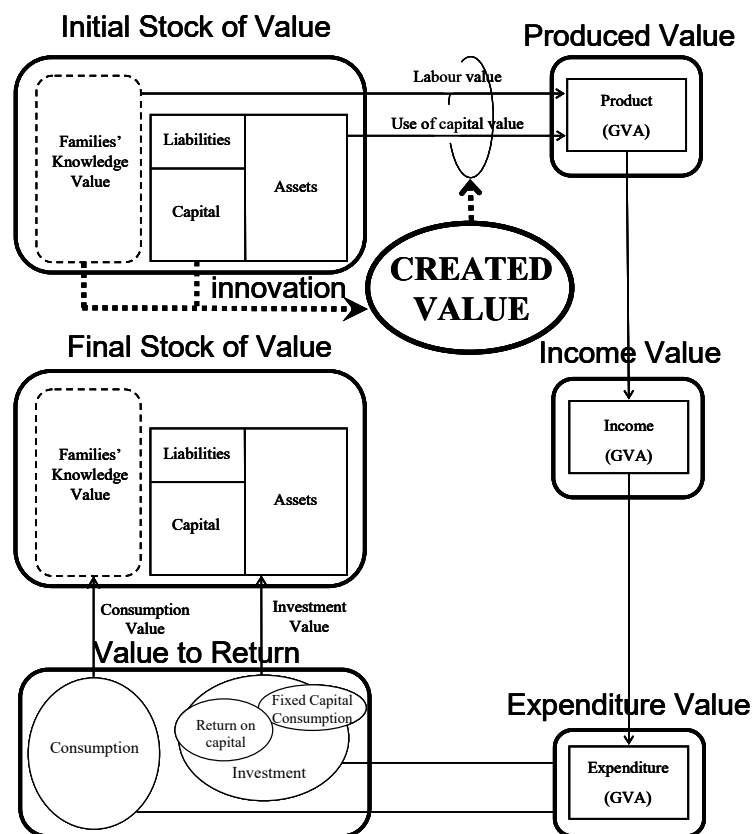 Initial Stock of Value
Produced Value
Labour value
Families’
Knowledge
Value
Liabilities
Capital
Assets
Use of capital value
Product
(GVA)
innovation
CREATED
VALUE
Final Stock of Value
Income Value
Families’
Knowledge
Value
Liabilities
Capital
Assets
Income
(GVA)
Consumption
Value
Investment
Value
Value to Return
Expenditure Value
Consumption
Fixed Capital
Consumption
Return on
capital
Investment
Expenditure
(GVA)